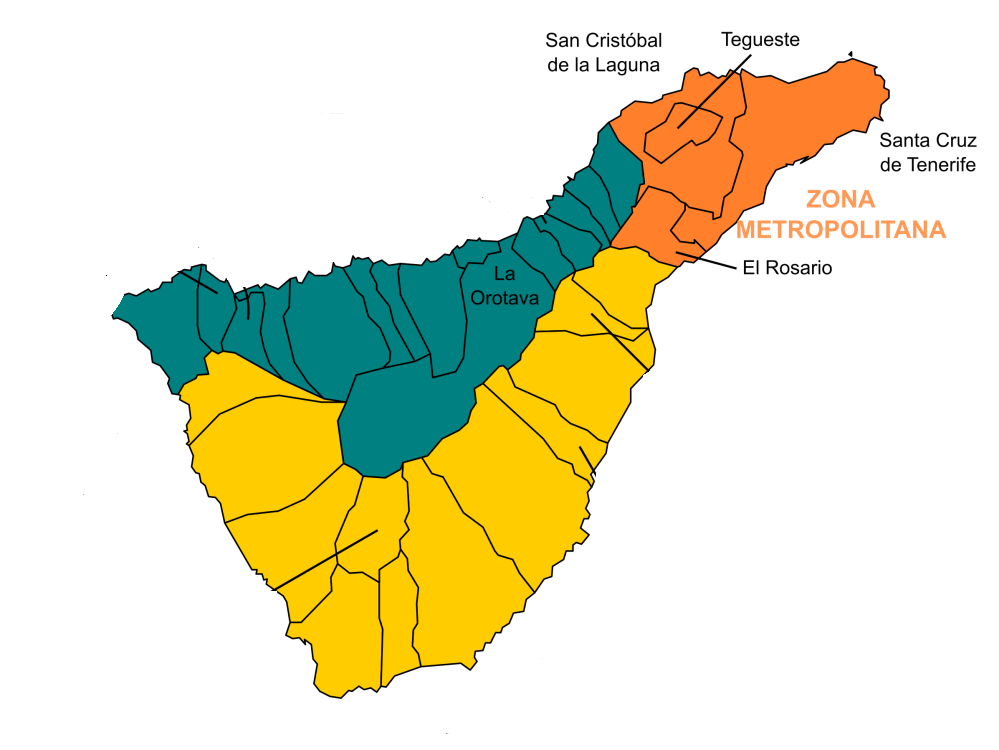 San Cristóbal
de la Laguna
Tegueste
Santa Cruz
de Tenerife
ZONA
METROPOLITANA
El Rosario
La
Orotava